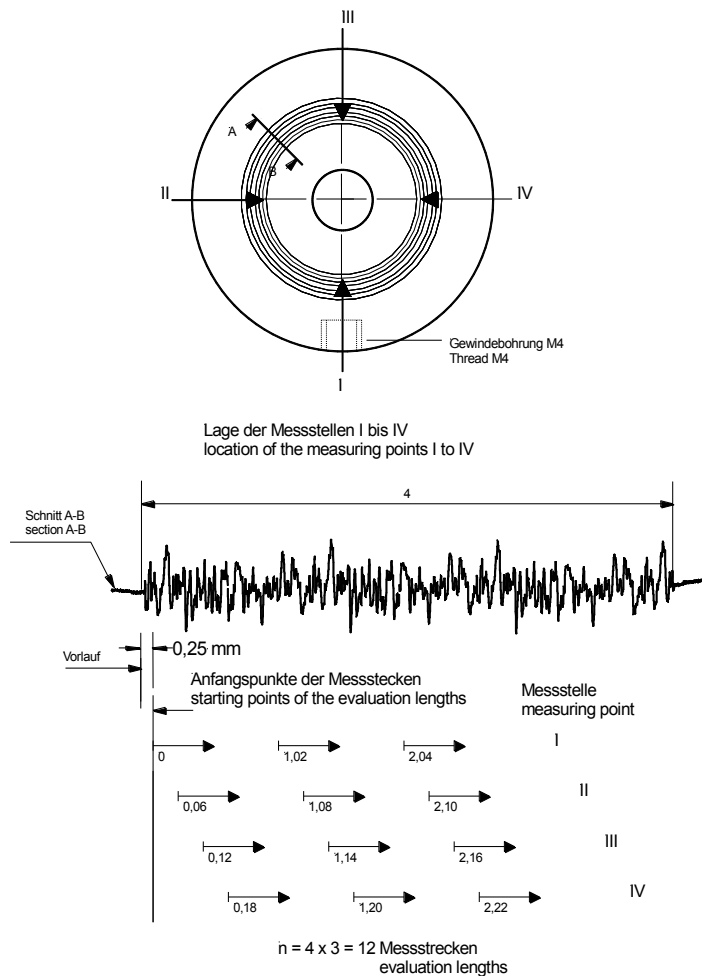 III
A
B
II
IV
Gewindebohrung M4
Thread M4
I
Lage der Messstellen I bis IV
location of the measuring points I to IV
4
Schnitt A-B
section A-B
0,25 mm
Vorlauf
Anfangspunkte der Messstecken
starting points of the evaluation lengths
Messstelle
measuring point
0 1,02 2,04 I
0,06 1,08 2,10 II
0,12 1,14 2,16 III
0,18 1,20 2,22 IV
n = 4 x 3 = 12 Messstrecken
evaluation lengths